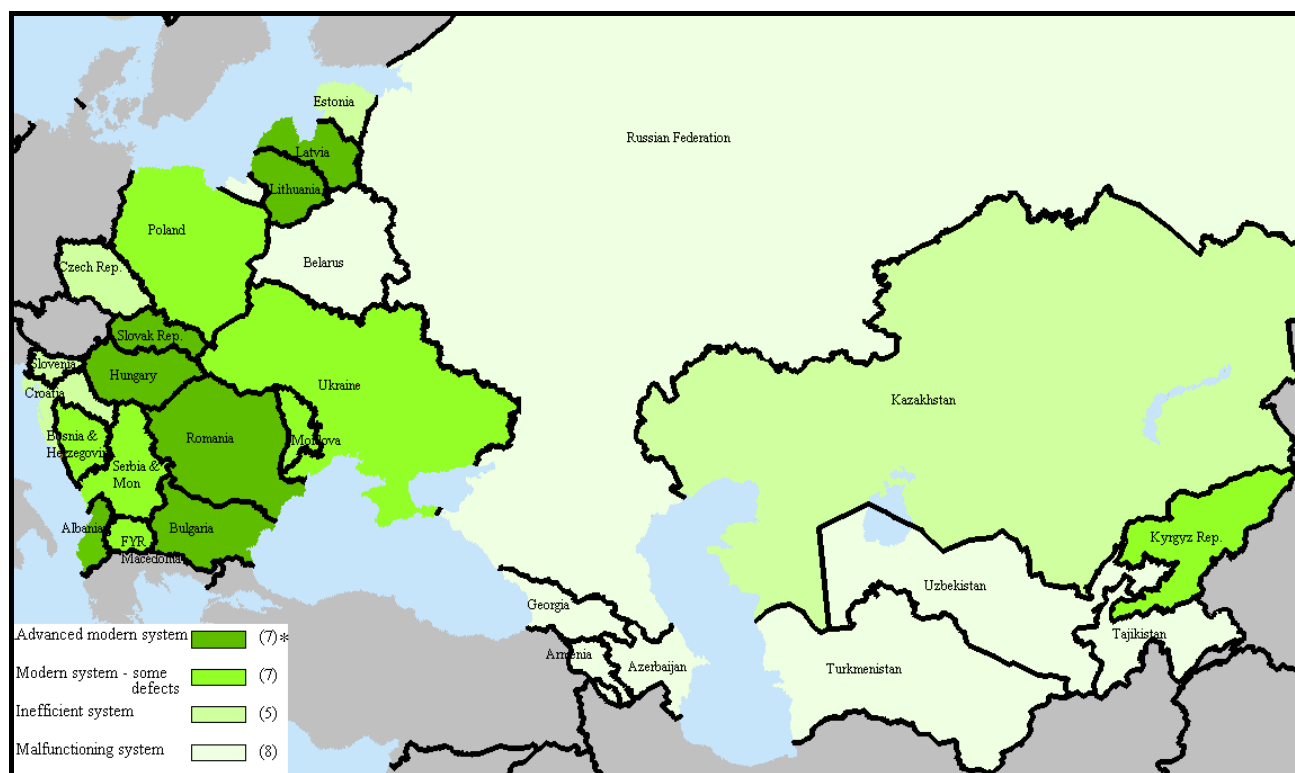 Estonia
Russian Federation
Latvia
Lithuania
Poland
Belarus
Czech Rep.
Slovak Rep.
Slovenia
Hungary
Ukraine
Croatia
Kazakhstan
Romania
Moldova
Bosnia &
Herzegovin
Serbia &
Mon
Albania
Bulgaria
FYR
Macedonia
Kyrgyz Rep.
Uzbekistan
Georgia
Tajikistan
Armenia
Azerbaijan
Turkmenistan
Advanced modern system (7)*
Modern system - some (7)
defects
Inefficient system (5)
Malfunctioning system (8)